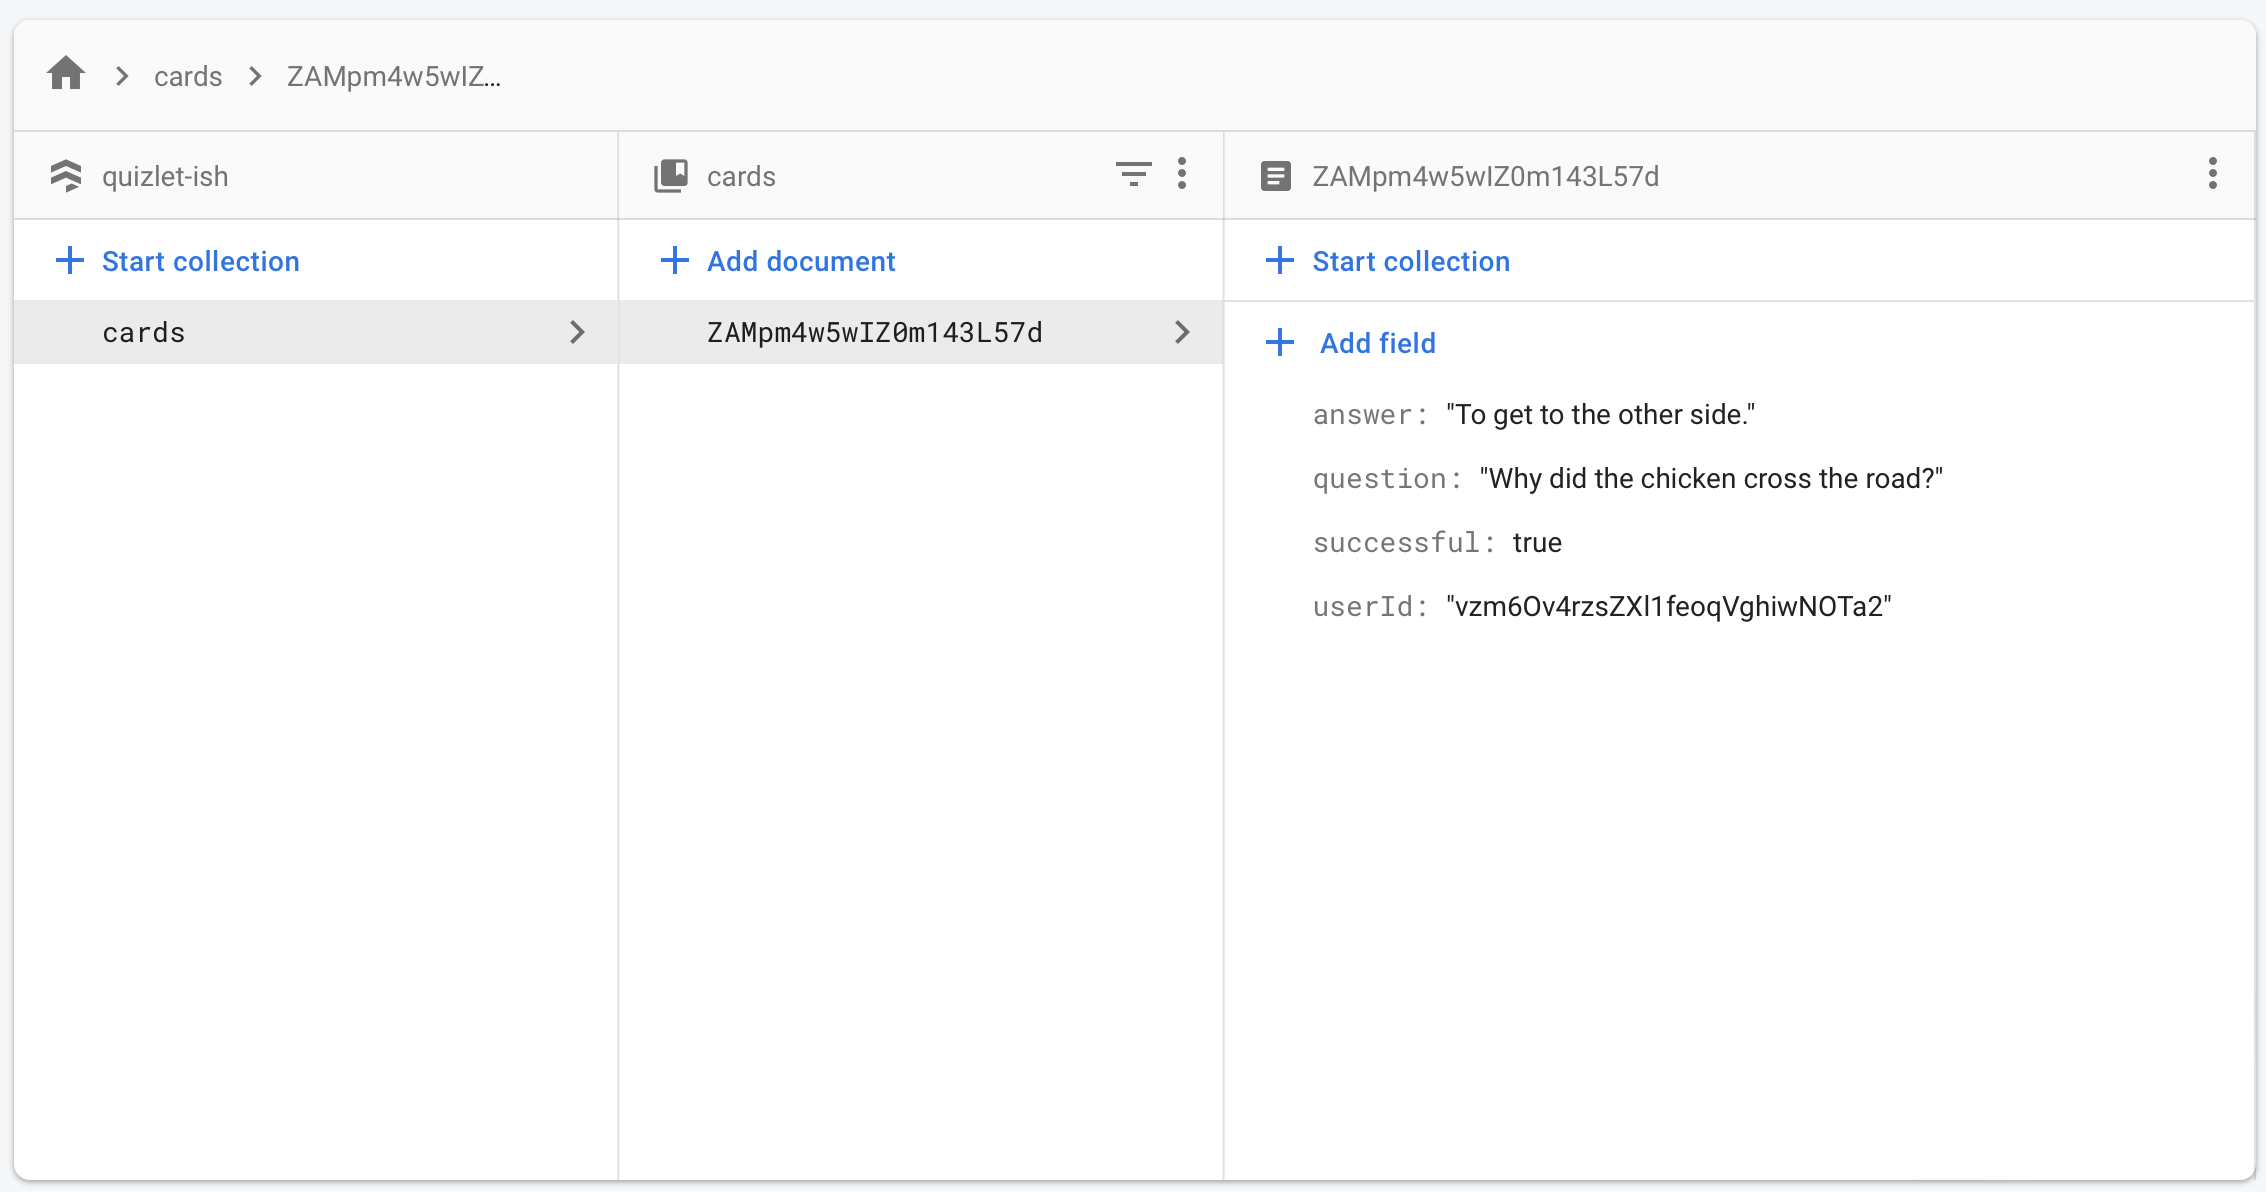 cards
ZAMpm4w5wIZ...
quizlet-ish
cards
ZAMpm4w5wIZ0m143L57d
Start collection
Add document
Start collection
cards
ZAMpm4w5wIZ0m143L57d
Add field
answer: "To get to the other side."
question: "Why did the chicken cross the road?"
successful: true
userId: "vzm6Ov4rzsZXl1feoqVghiwNOTa2"